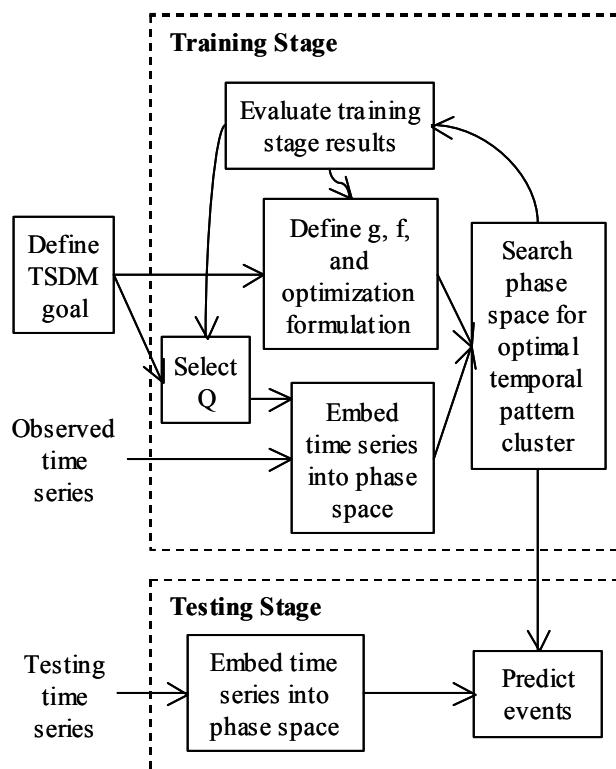 Training Stage
Evaluate training
stage results
Define
TSDM
goal
Define g, f,
and
optimization
formulation
Search
phase
space for
optimal
temporal
pattern
cluster
Select
Q
Observed
time
series
Embed
time series
into phase
space
Testing Stage
Testing
time
series
Embed time
series into
phase space
Predict
events